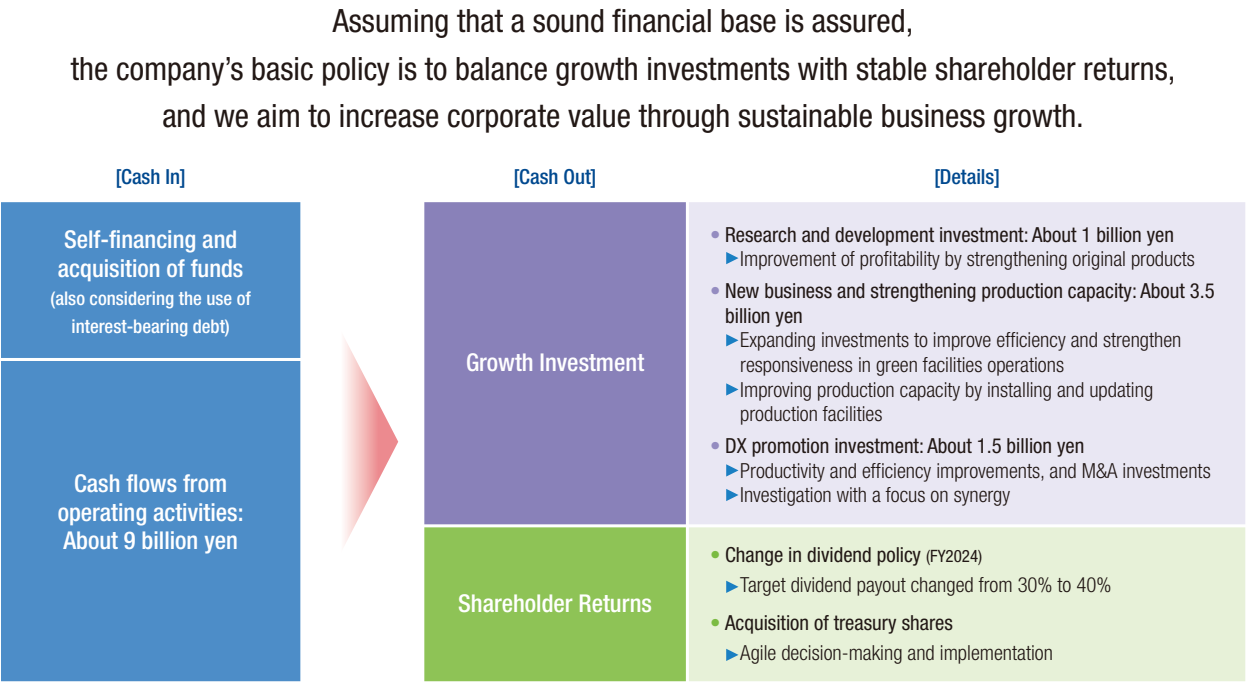 Assuming that a sound financial base is assured,
the company’s basic policy is to balance growth investments with stable shareholder returns,
and we aim to increase corporate value through sustainable business growth.
[Cash In]
[Cash Out]
[Details]
Self-financing and
acquisition of funds
(also considering the use of
interest-bearing debt)
Cash flows from
operating activities:
About 9 billion yen
Growth Investment
• Research and development investment: About 1 billion yen
▶Improvement of profitability by strengthening original products
• New business and strengthening production capacity: About 3.5
billion yen
▶Expanding investments to improve efficiency and strengthen
responsiveness in green facilities operations
▶Improving production capacity by installing and updating
production facilities
• DX promotion investment: About 1.5 billion yen
▶Productivity and efficiency improvements, and M&A investments
▶Investigation with a focus on synergy
Shareholder Returns
• Change in dividend policy (FY2024)
▶Target dividend payout changed from 30% to 40%
• Acquisition of treasury shares
▶Agile decision-making and implementation